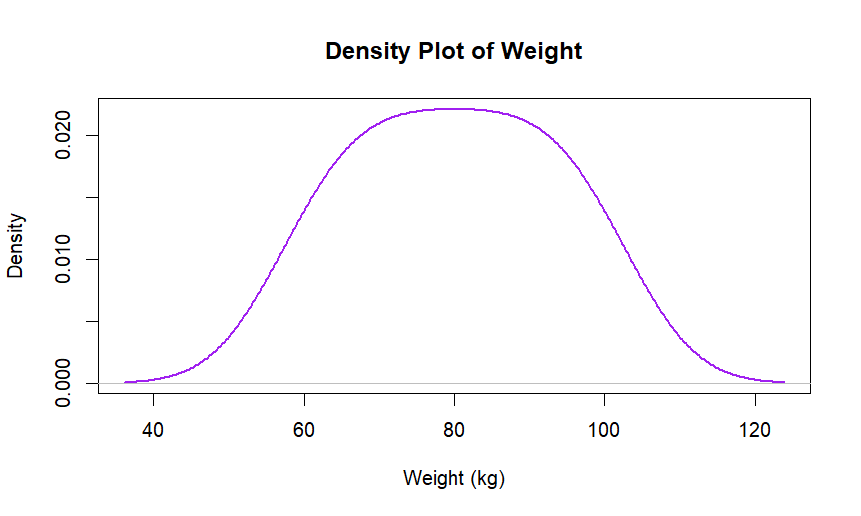 Density Plot of Weight
0.020
0.010
0.000
Density
40 60 80 100 120
Weight (kg)